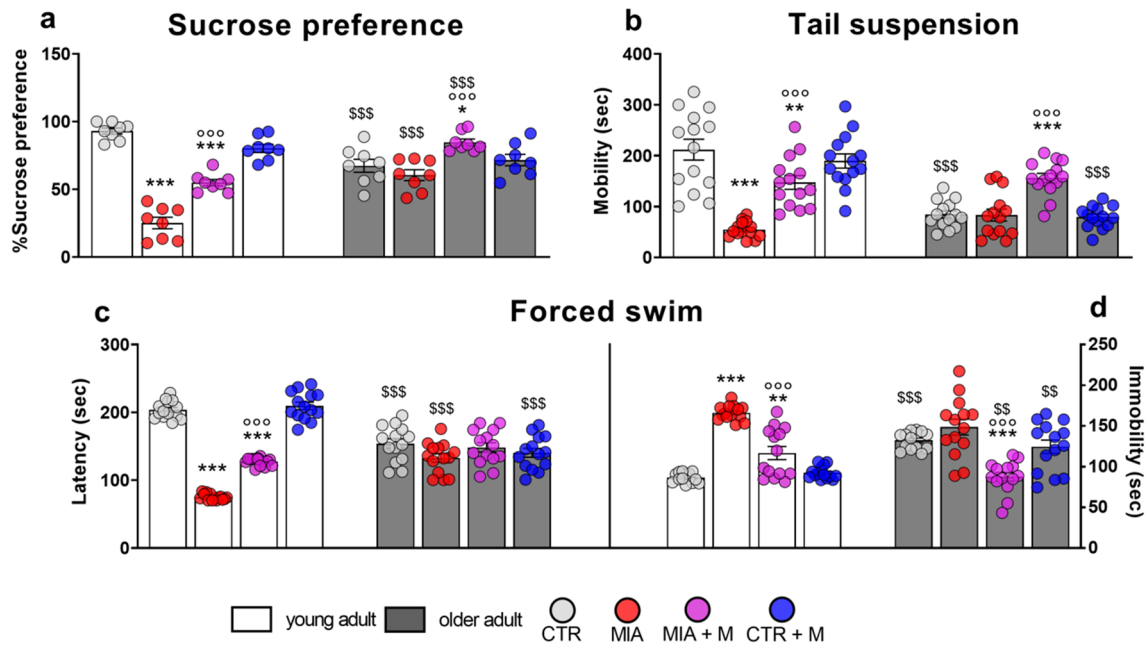 a
Sucrose preference
%Sucrose preference
150
100
50
0
***
°°°
***
$$$
$$$
$$$
°°°
*
b
Tail suspension
Mobility (sec)
400
300
200
100
0
***
°°°
**
$$$
°°°
***
$$$
c
Forced swim
d
Latency (sec)
300
200
100
0
***
°°°
***
$$$
$$$
$$$
***
°°°
**
$$$
$$
°°°
***
$$
250
200
150
100
50
0
Immobility (sec)
young adult
older adult
CTR
MIA
MIA + M
CTR + M